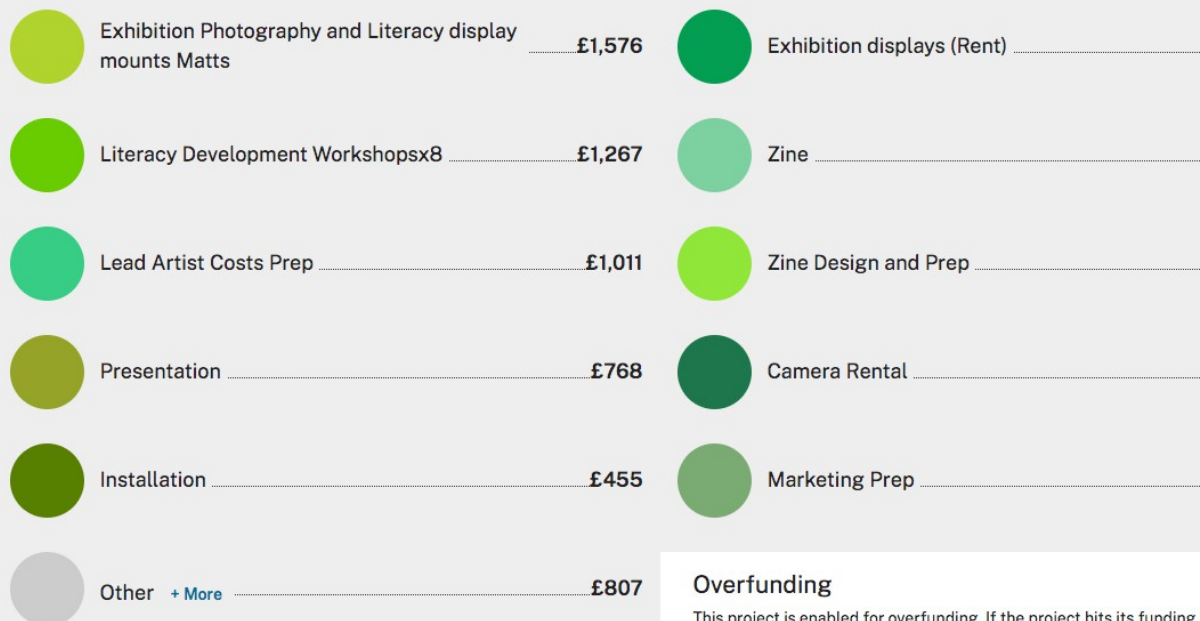 Exhibition Photography and Literacy display
mounts Matts
£1,576
Literacy Development Workshopsx8
£1,267
Lead Artist Costs Prep
£1,011
Presentation
£768
Installation
£455
Other + More
£807
Exhibition displays (Rent)
Zine
Zine Design and Prep
Camera Rental
Marketing Prep
Overfunding
This project is enabled for overfunding. If the project hits its funding